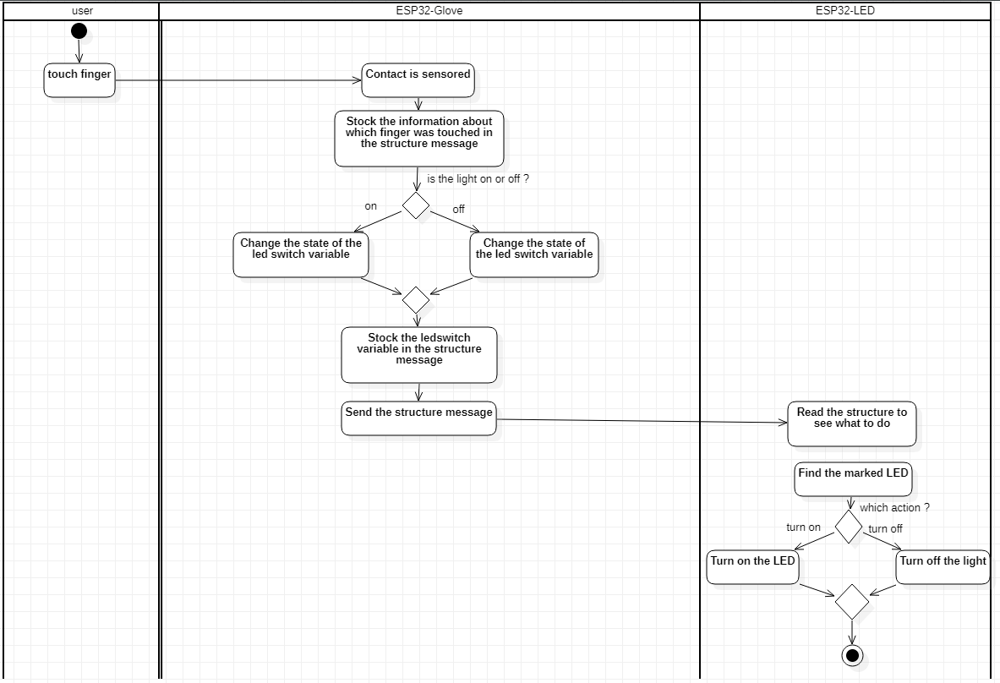 user
ESP32-Glove
ESP32-LED
touch finger
Contact is sensored
Stock the information about
which finger was touched in
the structure message
is the light on or off ?
on
off
Change the state of the
led switch variable
Change the state of
the led switch variable
Stock the ledswitch
variable in the structure
message
Send the structure message
Read the structure to
see what to do
Find the marked LED
which action ?
turn on
turn off
Turn on the LED
Turn off the light